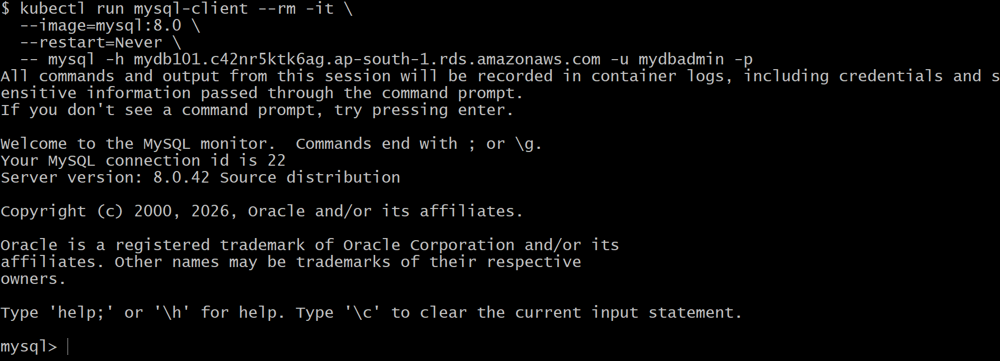 $ kubectl run mysql-client --rm -it \
  --image=mysql:8.0 \
  --restart=Never \
  -- mysql -h mydb101.c42nr5ktk6ag.ap-south-1.rds.amazonaws.com -u mydbadmin -p
All commands and output from this session will be recorded in container logs, including credentials and s
ensitive information passed through the command prompt.
If you don't see a command prompt, try pressing enter.

Welcome to the MySQL monitor.  Commands end with ; or \g.
Your MySQL connection id is 22
Server version: 8.0.42 Source distribution

Copyright (c) 2000, 2026, Oracle and/or its affiliates.

Oracle is a registered trademark of Oracle Corporation and/or its
affiliates. Other names may be trademarks of their respective
owners.

Type 'help;' or '\h' for help. Type '\c' to clear the current input statement.

mysql>